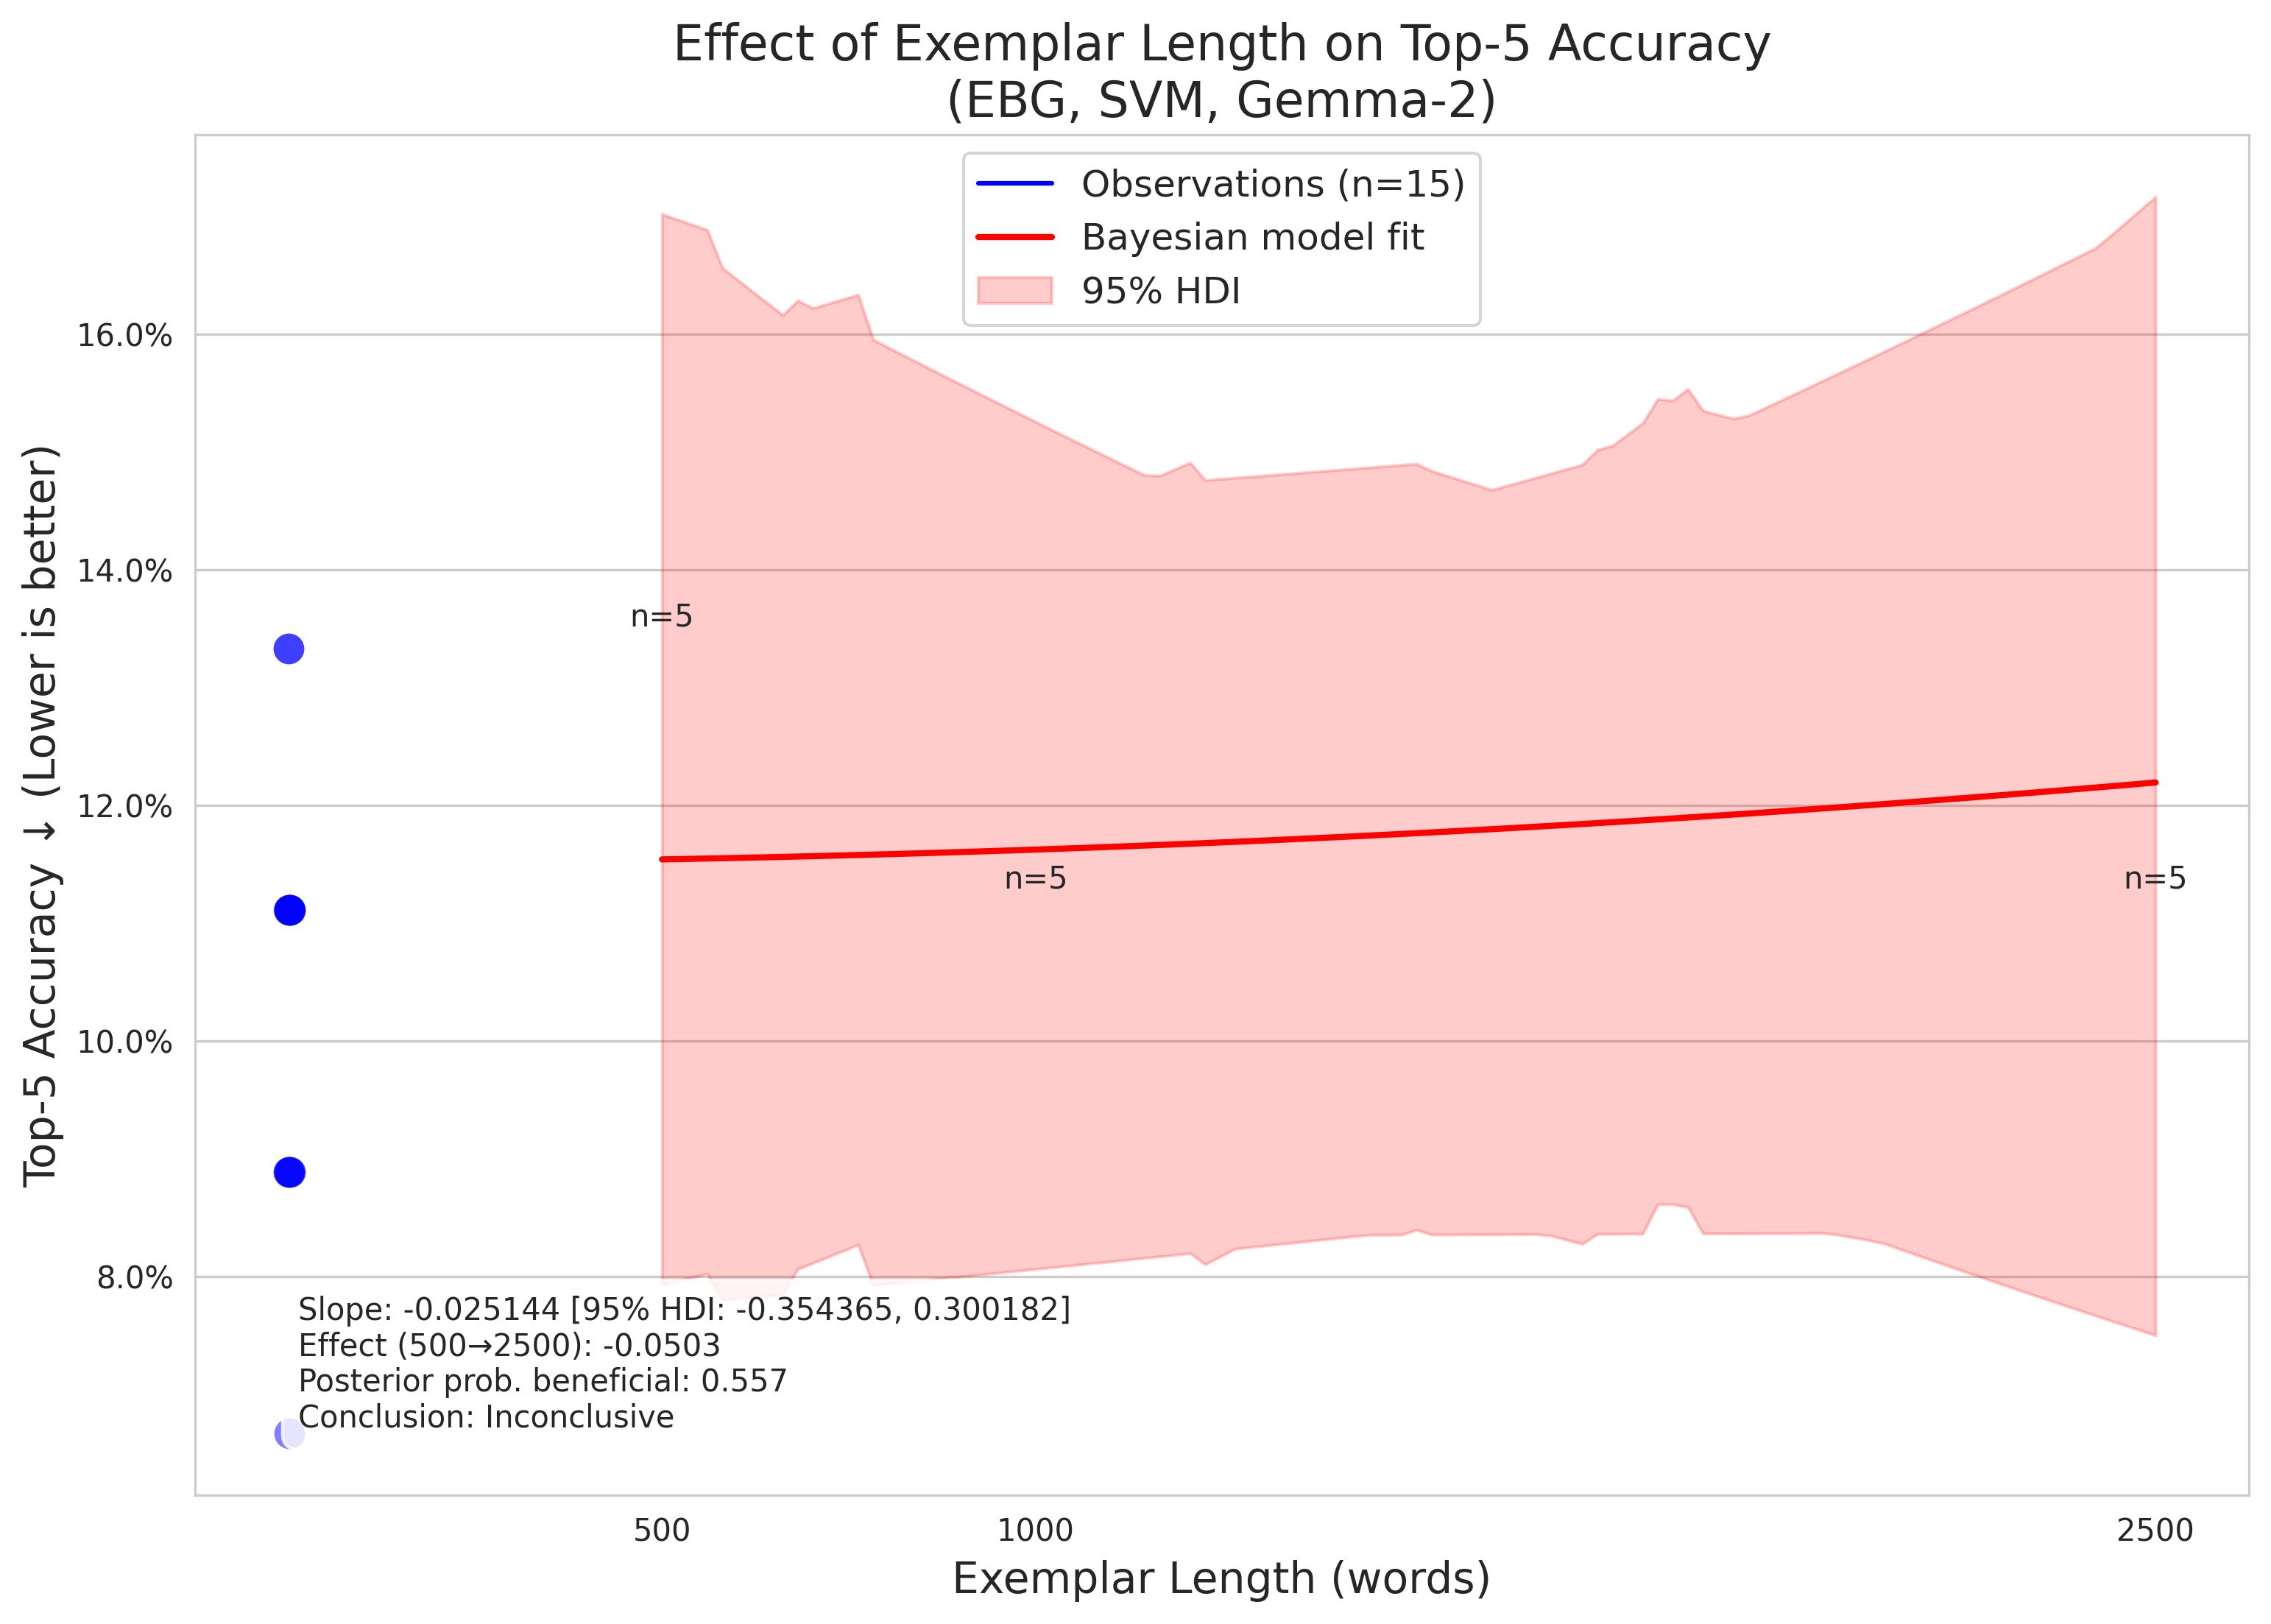 Effect of Exemplar Length on Top-5 Accuracy
(EBG, SVM, Gemma-2)
Observations (n=15)
Bayesian model fit
95% HDI
Top-5 Accuracy ↓ (Lower is better)
16.0%
14.0%
12.0%
10.0%
8.0%
n=5
n=5
n=5
Slope: -0.025144 [95% HDI: -0.354365, 0.300182]
Effect (500→2500): -0.0503
Posterior prob. beneficial: 0.557
Conclusion: Inconclusive
500
1000
2500
Exemplar Length (words)